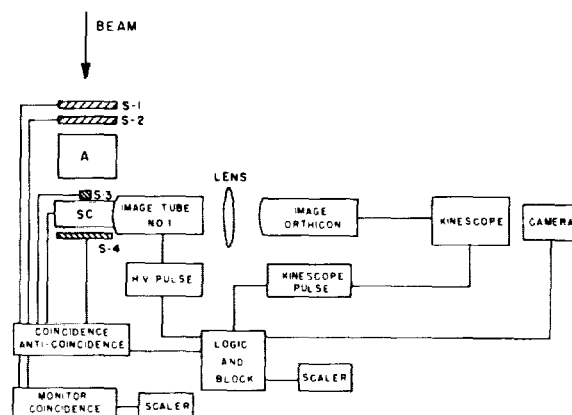 BEAM
S-1
S-2
A
S-3
SC
IMAGE TUBE
NO.1
S-4
LENS
IMAGE
ORTHICON
KINESCOPE
CAMERA
H.V PULSE
KINESCOPE
PULSE
COINCIDENCE
ANTI-COINCIDENCE
LOGIC
AND
BLOCK
SCALER
MONITOR
COINCIDENCE
SCALER